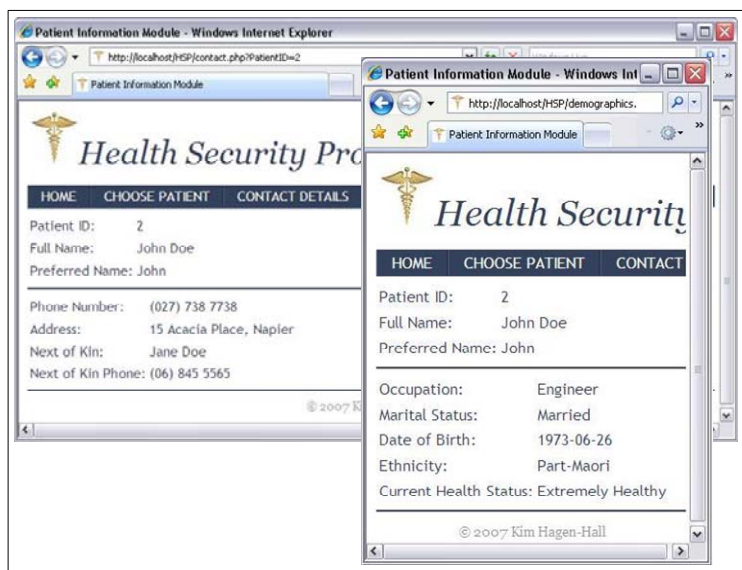 Patient Information Module - Windows Internet Explorer
http://localhost/HSP/contact.php?PatientID=2
Patient Information Module
Health Security Pro
HOME CHOOSE PATIENT CONTACT DETAILS
Patient ID: 2
Full Name: John Doe
Preferred Name: John
Phone Number: (027) 738 7738
Address: 15 Acacia Place, Napier
Next of Kin: Jane Doe
Next of Kin Phone: (06) 845 5565
© 2007 K
Patient Information Module - Windows Int
http://localhost/HSP/demographics.
Patient Information Module
Health Security
HOME CHOOSE PATIENT CONTACT
Patient ID: 2
Full Name: John Doe
Preferred Name: John
Occupation: Engineer
Marital Status: Married
Date of Birth: 1973-06-26
Ethnicity: Part-Maori
Current Health Status: Extremely Healthy
© 2007 Kim Hagen-Hall